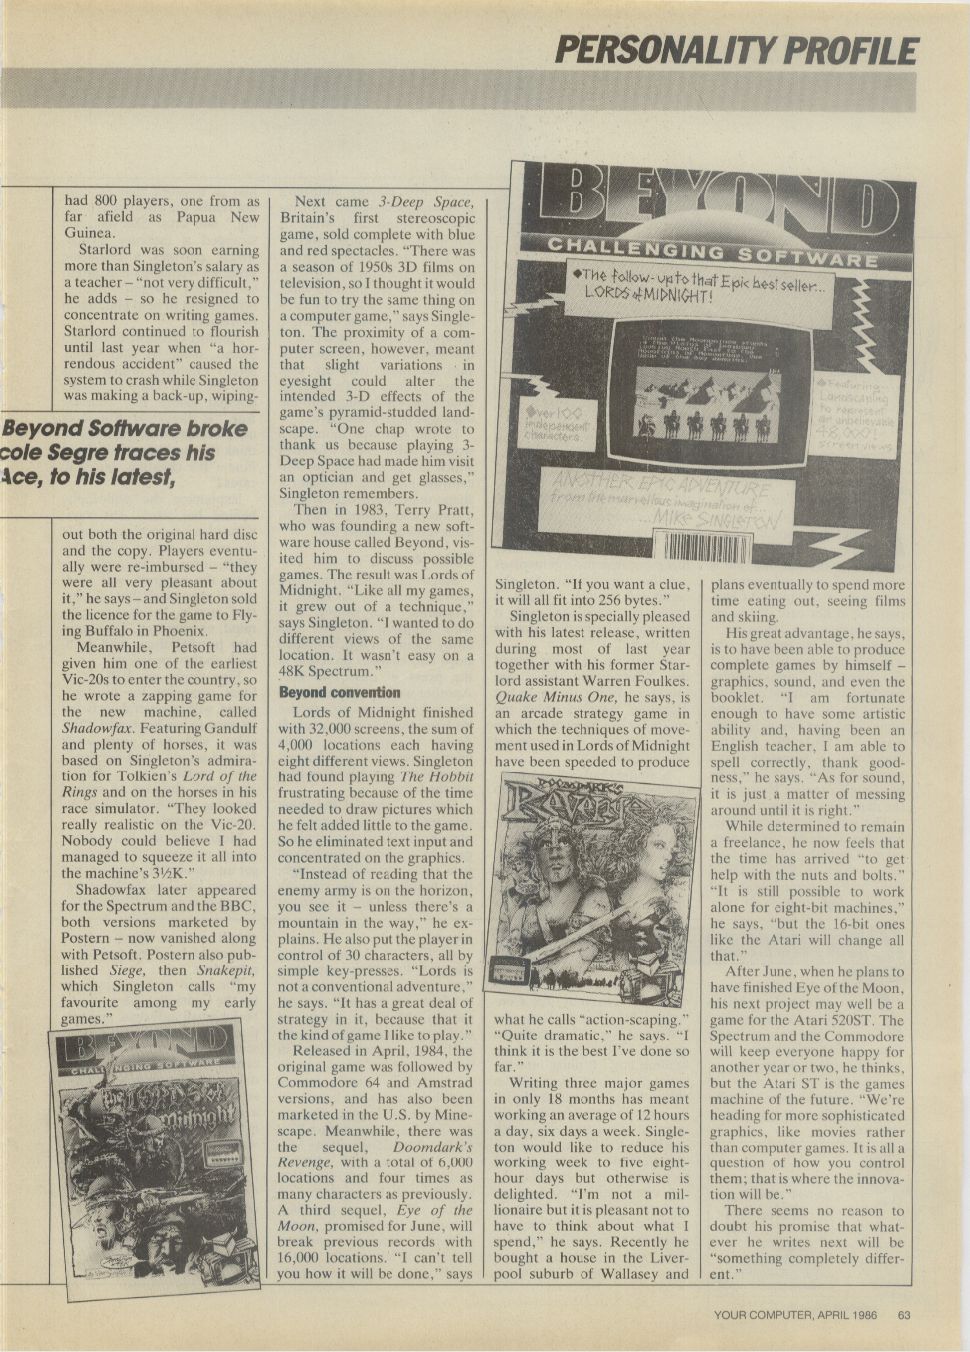 PERSONALITY PROFILE
had 800 players, one from as
far afield as Papua New
Guinea.
Starlord was soon earning
more than Singleton's salary as
a teacher – “not very difficult,”
he adds – so he resigned to
concentrate on writing games.
Starlord continued to flourish
until last year when “a hor-
rendous accident” caused the
system to crash while Singleton
was making a back-up, wiping-
Beyond Software broke
cole Segre traces his
Ace, to his latest,
out both the original hard disc
and the copy. Players eventu-
ally were re-imbursed – “they
were all very pleasant about
it,” he says – and Singleton sold
the licence for the game to Fly-
ing Buffalo in Phoenix.
Meanwhile, Petsoft had
given him one of the earliest
Vic-20s to enter the country, so
he wrote a zapping game for
the new machine, called
Shadowfax. Featuring Gandulf
and plenty of horses, it was
based on Singleton's admira-
tion for Tolkien's Lord of the
Rings and on the horses in his
race simulator. “They looked
really realistic on the Vic-20.
Nobody could believe I had
managed to squeeze it all into
the machine's 3½K.”
Shadowfax later appeared
for the Spectrum and the BBC,
both versions marketed by
Postern – now vanished along
with Petsoft. Postern also pub-
lished Siege, then Snakepit,
which Singleton calls “my
favourite among my early
games.”
BEYOND
CHALLENGING SOFTWARE
Lords of
Midnight
Next came 3-Deep Space,
Britain's first stereoscopic
game, sold complete with blue
and red spectacles. “There was
a season of 1950s 3D films on
television, so I thought it would
be fun to try the same thing on
a computer game,” says Single-
ton. The proximity of a com-
puter screen, however, meant
that slight variations in
eyesight could alter the
intended 3-D effects of the
game's pyramid-studded land-
scape. “One chap wrote to
thank us because playing 3-
Deep Space had made him visit
an optician and get glasses,”
Singleton remembers.
Then in 1983, Terry Pratt,
who was founding a new soft-
ware house called Beyond, vis-
ited him to discuss possible
games. The result was Lords of
Midnight. “Like all my games,
it grew out of a technique,”
says Singleton. “I wanted to do
different views of the same
location. It wasn't easy on a
48K Spectrum.”
Beyond convention
Lords of Midnight finished
with 32,000 screens, the sum of
4,000 locations each having
eight different views. Singleton
had found playing The Hobbit
frustrating because of the time
needed to draw pictures which
he felt added little to the game.
So he eliminated text input and
concentrated on the graphics.
“Instead of reading that the
enemy army is on the horizon,
you see it – unless there's a
mountain in the way,” he ex-
plains. He also put the player in
control of 30 characters, all by
simple key-presses. “Lords is
not a conventional adventure,”
he says. “It has a great deal of
strategy in it, because that it
the kind of game I like to play.”
Released in April, 1984, the
original game was followed by
Commodore 64 and Amstrad
versions, and has also been
marketed in the U.S. by Mine-
scape. Meanwhile, there was
the sequel, Doomdark's
Revenge, with a total of 6,000
locations and four times as
many characters as previously.
A third sequel, Eye of the
Moon, promised for June, will
break previous records with
16,000 locations. “I can't tell
you how it will be done,” says
BEYOND
CHALLENGING SOFTWARE
The follow-up to that Epic best seller...
LORDS of MIDNIGHT!
Over 100
independent
characters
Featuring...
Landscaping
to represent
an unbelievable
48,000!
screen views
ANOTHER EPIC ADVENTURE
from the marvellous imagination of...
...MIKE SINGLETON!
Singleton. “If you want a clue,
it will all fit into 256 bytes.”
Singleton is specially pleased
with his latest release, written
during most of last year
together with his former Star-
lord assistant Warren Foulkes.
Quake Minus One, he says, is
an arcade strategy game in
which the techniques of move-
ment used in Lords of Midnight
have been speeded to produce
DOOMDARK'S
REVENGE
what he calls “action-scaping.”
“Quite dramatic,” he says. “I
think it is the best I've done so
far.”
Writing three major games
in only 18 months has meant
working an average of 12 hours
a day, six days a week. Single-
ton would like to reduce his
working week to five eight-
hour days but otherwise is
delighted. “I'm not a mil-
lionaire but it is pleasant not to
have to think about what I
spend,” he says. Recently he
bought a house in the Liver-
pool suburb of Wallasey and
plans eventually to spend more
time eating out, seeing films
and skiing.
His great advantage, he says,
is to have been able to produce
complete games by himself –
graphics, sound, and even the
booklet. “I am fortunate
enough to have some artistic
ability and, having been an
English teacher, I am able to
spell correctly, thank good-
ness,” he says. “As for sound,
it is just a matter of messing
around until it is right.”
While determined to remain
a freelance, he now feels that
the time has arrived “to get
help with the nuts and bolts.”
“It is still possible to work
alone for eight-bit machines,”
he says, “but the 16-bit ones
like the Atari will change all
that.”
After June, when he plans to
have finished Eye of the Moon,
his next project may well be a
game for the Atari 520ST. The
Spectrum and the Commodore
will keep everyone happy for
another year or two, he thinks,
but the Atari ST is the games
machine of the future. “We're
heading for more sophisticated
graphics, like movies rather
than computer games. It is all a
question of how you control
them; that is where the innova-
tion will be.”
There seems no reason to
doubt his promise that what-
ever he writes next will be
“something completely differ-
ent.”
YOUR COMPUTER, APRIL 1986 63